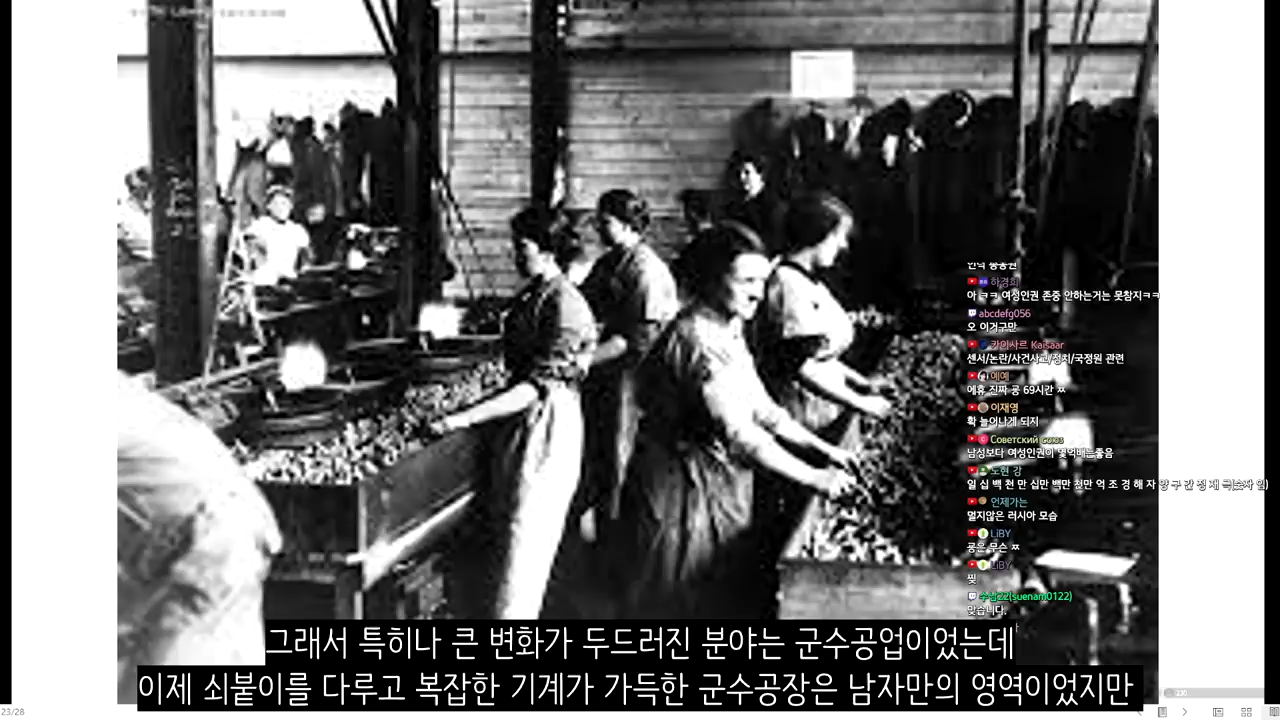 하경희
아 ㅋㅋ 여성인권 존중 안하는거는 못참지ㅋㅋ
abcdefg056
오 이거구만
카이사르 Kaisaar
센서/논란/사건사고/정치/국정원 관련
예예
에휴 진짜 공 69시간 ㅉ
이재영
확 늘어나게 되지
Советский союз
남성보다 여성인권이 몇억배는좋음
노현 강
일 십 백 천 만 십만 백만 천만 억 조 경 해 자 양 구 간 정 재 극(숫자 임)
언제가는
멀지않은 러시아 모습
LiBY
콩은 무슨 ㅉ
LiBY
찢
수남22(suenam0122)
맞습니다.
그래서 특히나 큰 변화가 두드러진 분야는 군수공업이었는데
이제 쇠붙이를 다루고 복잡한 기계가 가득한 군수공장은 남자만의 영역이었지만
23/28